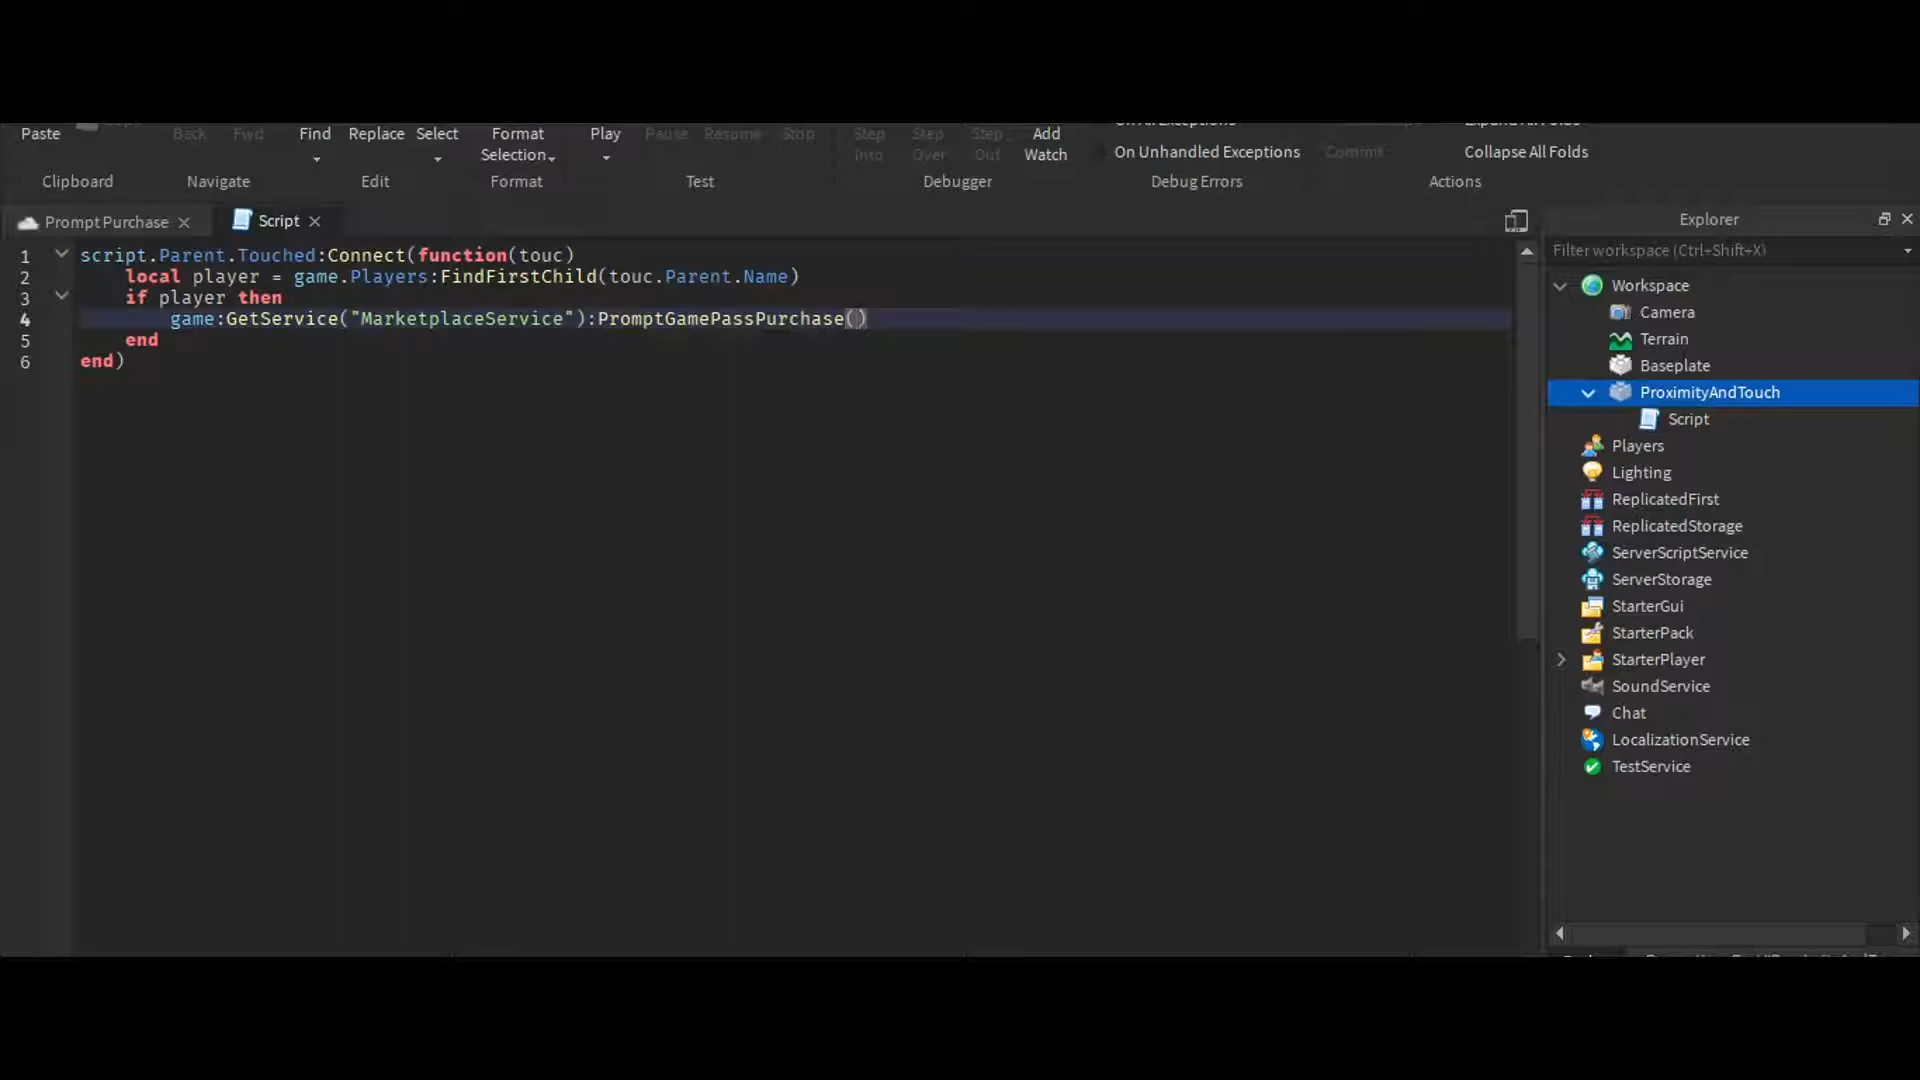 Paste
Back Fwd
Find Replace Select
Format
Selection
Play Pause Resume Stop
Step Step Step Add
Into Over Out Watch
On Unhandled Exceptions
Commit
Collapse All Folds
Clipboard Navigate Edit Format Test Debugger Debug Errors Actions
Prompt Purchase Script
1 script.Parent.Touched:Connect(function(touc)
2 local player = game.Players:FindFirstChild(touc.Parent.Name)
3 if player then
4 game:GetService("MarketplaceService"):PromptGamePassPurchase()
5 end
6 end)
Explorer
Filter workspace (Ctrl+Shift+X)
Workspace
Camera
Terrain
Baseplate
ProximityAndTouch
Script
Players
Lighting
ReplicatedFirst
ReplicatedStorage
ServerScriptService
ServerStorage
StarterGui
StarterPack
StarterPlayer
SoundService
Chat
LocalizationService
TestService